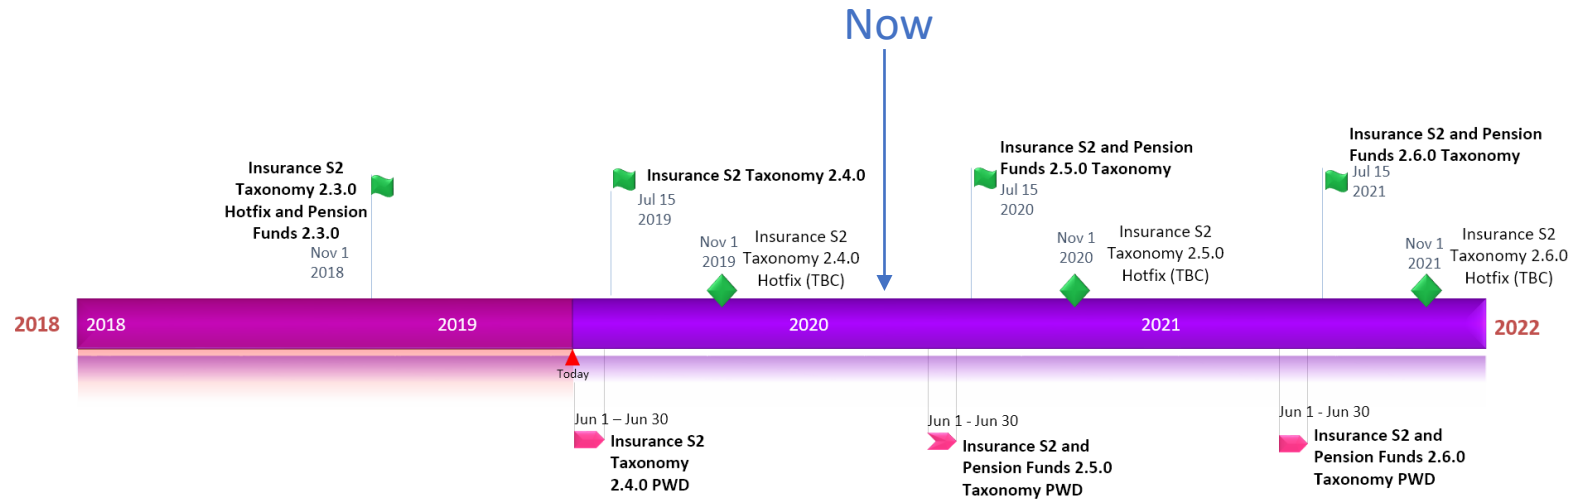 Now
Insurance S2
Taxonomy 2.3.0
Hotfix and Pension
Funds 2.3.0
Nov 1
2018
Insurance S2 Taxonomy 2.4.0
Jul 15
2019
Nov 1
2019
Insurance S2
Taxonomy 2.4.0
Hotfix (TBC)
Insurance S2 and Pension
Funds 2.5.0 Taxonomy
Jul 15
2020
Nov 1
2020
Insurance S2
Taxonomy 2.5.0
Hotfix (TBC)
Insurance S2 and Pension
Funds 2.6.0 Taxonomy
Jul 15
2021
Nov 1
2021
Insurance S2
Taxonomy 2.6.0
Hotfix (TBC)
2018
2018
2019
2020
2021
2022
Today
Jun 1 – Jun 30
Insurance S2
Taxonomy
2.4.0 PWD
Jun 1 - Jun 30
Insurance S2 and
Pension Funds 2.5.0
Taxonomy PWD
Jun 1 - Jun 30
Insurance S2 and
Pension Funds 2.6.0
Taxonomy PWD